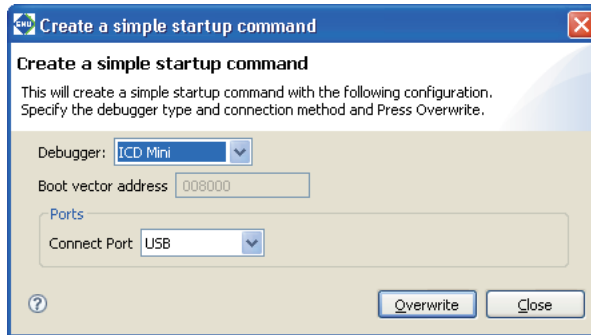 GNU Create a simple startup command
Create a simple startup command
This will create a simple startup command with the following configuration.
Specify the debugger type and connection method and Press Overwrite.
Debugger: ICD Mini
Boot vector address 008000
Ports
Connect Port USB
? Overwrite Close